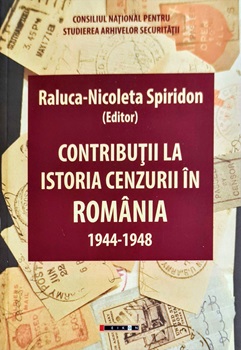 CONSILIUL NAȚIONAL PENTRU
STUDIEREA ARHIVELOR SECURITĂȚII
Raluca-Nicoleta Spiridon
(Editor)
CONTRIBUȚII LA
ISTORIA CENZURII ÎN
ROMÂNIA
1944-1948